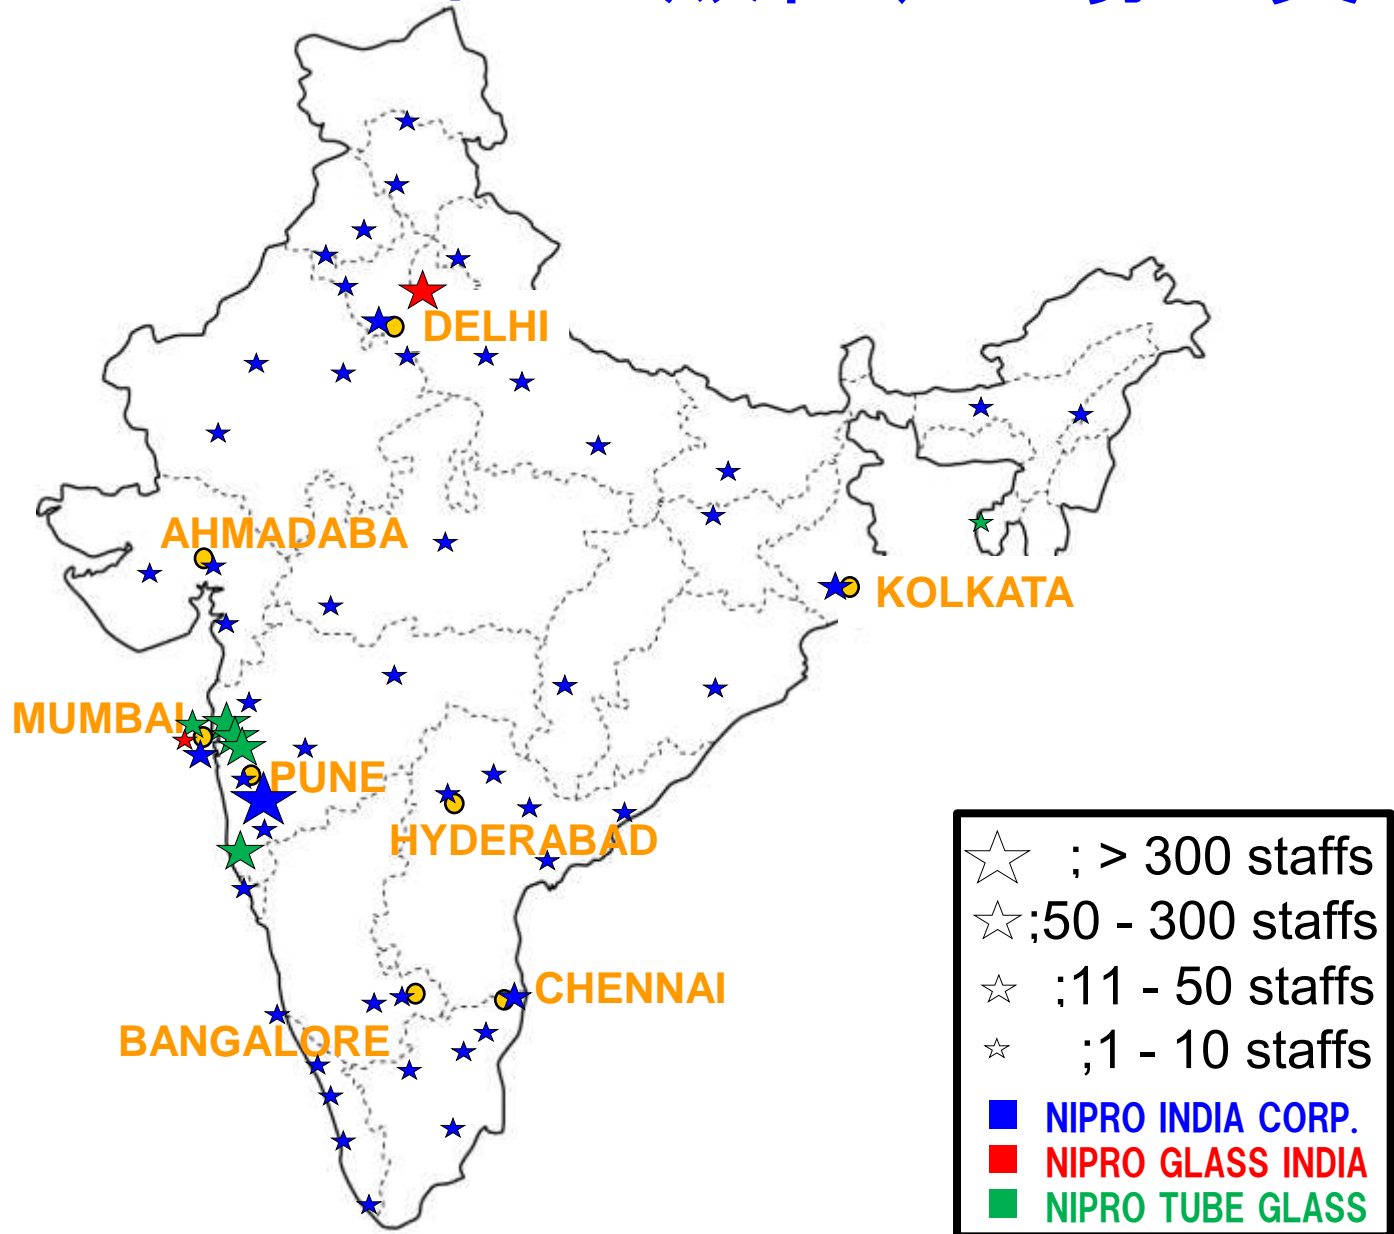 DELHI
AHMADABA
KOLKATA
MUMBAI
PUNE
HYDERABAD
CHENNAI
BANGALORE
; > 300 staffs
;50 - 300 staffs
;11 - 50 staffs
;1 - 10 staffs
NIPRO INDIA CORP.
NIPRO GLASS INDIA
NIPRO TUBE GLASS